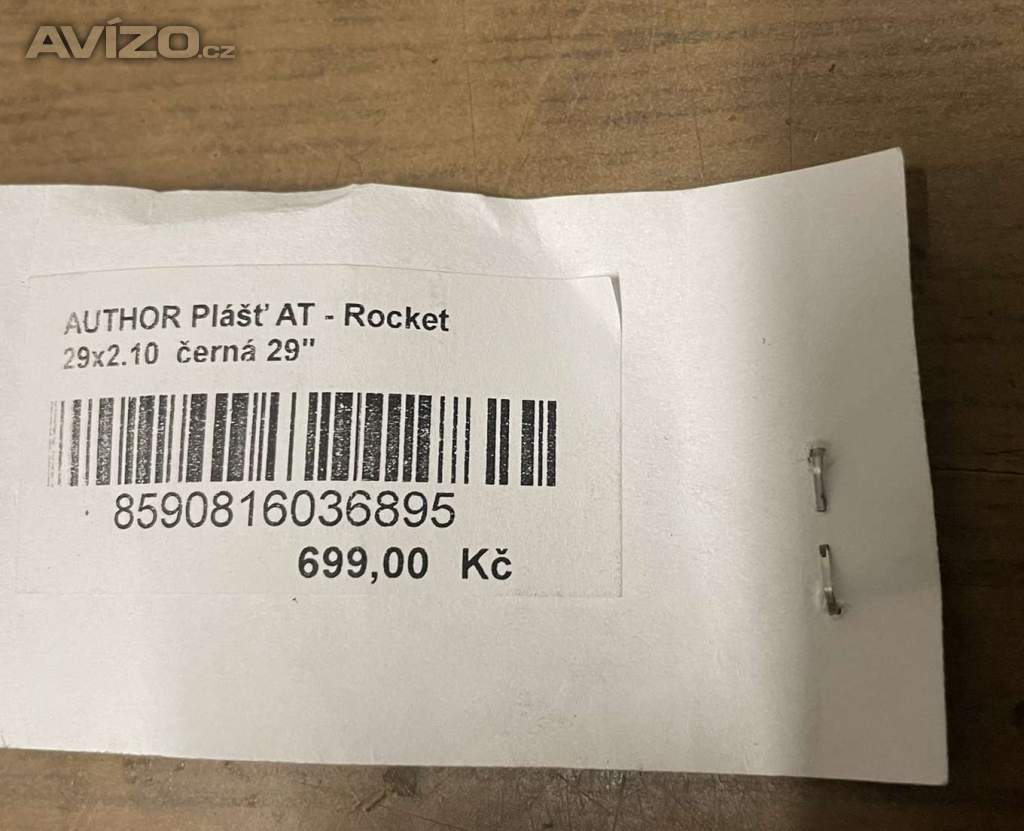 AVÍZO.cz
AUTHOR Plášť AT - Rocket
29x2.10 černá 29"
8590816036895
699,00 Kč